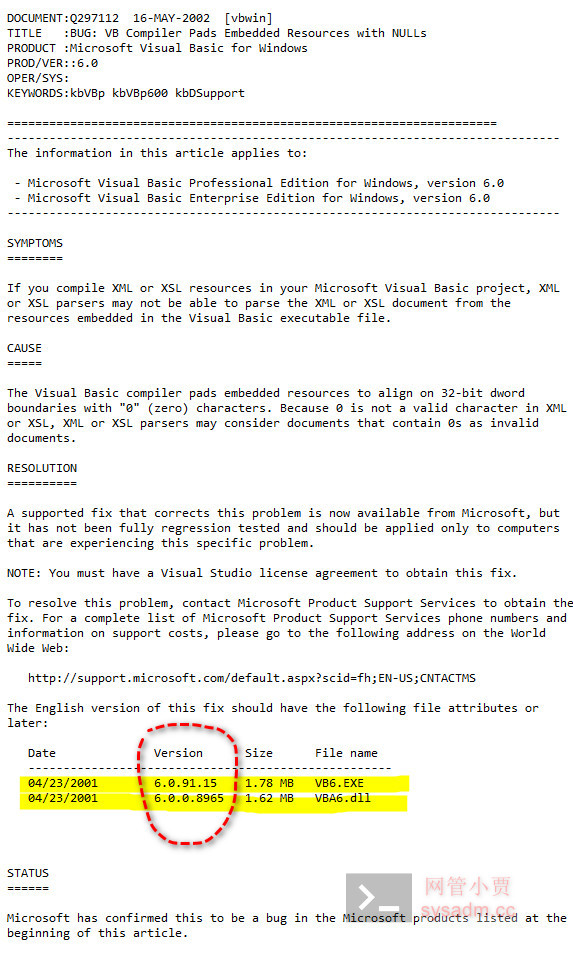 DOCUMENT:Q297112  16-MAY-2002  [vbwin]
TITLE   :BUG: VB Compiler Pads Embedded Resources with NULLs
PRODUCT :Microsoft Visual Basic for Windows
PROD/VER::6.0
OPER/SYS:
KEYWORDS:kbVBp kbVBp600 kbDSupport
======================================================================
-------------------------------------------------------------------------------
The information in this article applies to:
 - Microsoft Visual Basic Professional Edition for Windows, version 6.0
 - Microsoft Visual Basic Enterprise Edition for Windows, version 6.0
-------------------------------------------------------------------------------
SYMPTOMS
========
If you compile XML or XSL resources in your Microsoft Visual Basic project, XML
or XSL parsers may not be able to parse the XML or XSL document from the
resources embedded in the Visual Basic executable file.
CAUSE
=====
The Visual Basic compiler pads embedded resources to align on 32-bit dword
boundaries with "0" (zero) characters. Because 0 is not a valid character in XML
or XSL, XML or XSL parsers may consider documents that contain 0s as invalid
documents.
RESOLUTION
==========
A supported fix that corrects this problem is now available from Microsoft, but
it has not been fully regression tested and should be applied only to computers
that are experiencing this specific problem.
NOTE: You must have a Visual Studio license agreement to obtain this fix.
To resolve this problem, contact Microsoft Product Support Services to obtain the
fix. For a complete list of Microsoft Product Support Services phone numbers and
information on support costs, please go to the following address on the World
Wide Web:
   http://support.microsoft.com/default.aspx?scid=fh;EN-US;CNTACTMS
The English version of this fix should have the following file attributes or
later:
   Date              Version      Size      File name
   ----------------------------------------------------
   04/23/2001        6.0.91.15    1.78 MB   VB6.EXE
   04/23/2001        6.0.0.8965   1.62 MB   VBA6.dll
STATUS
======
Microsoft has confirmed this to be a bug in the Microsoft products listed at the
beginning of this article.
网管小贾
sysadm.cc